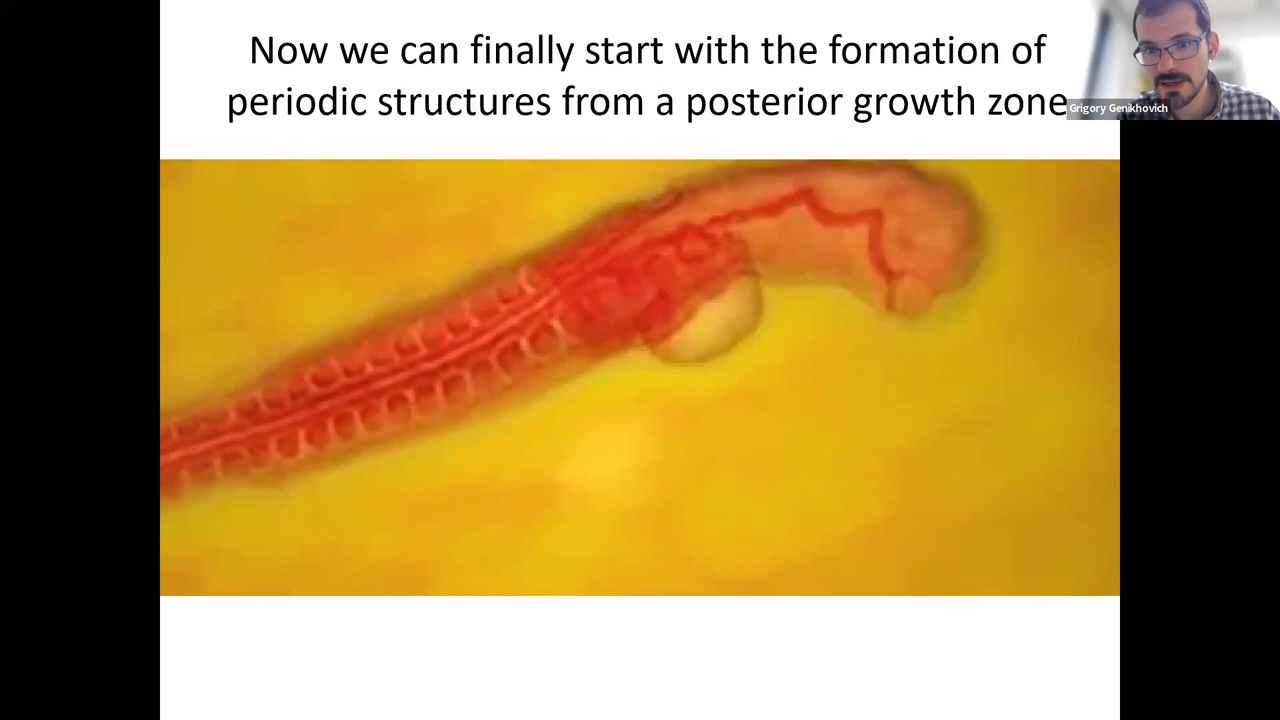 Now we can finally start with the formation of
periodic structures from a posterior growth zone
Grigory Genikhovich